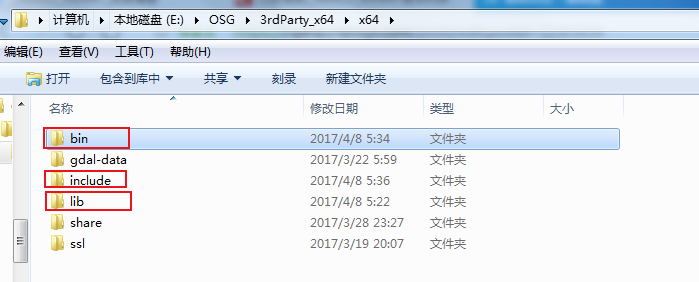 计算机 本地磁盘 (E:) OSG 3rdParty_x64 x64
编辑(E) 查看(V) 工具(T) 帮助(H)
打开 包含到库中 共享 刻录 新建文件夹
名称 修改日期 类型 大小
bin 2017/4/8 5:34 文件夹
gdal-data 2017/3/22 5:59 文件夹
include 2017/4/8 5:36 文件夹
lib 2017/4/8 5:22 文件夹
share 2017/3/28 23:27 文件夹
ssl 2017/3/19 20:07 文件夹